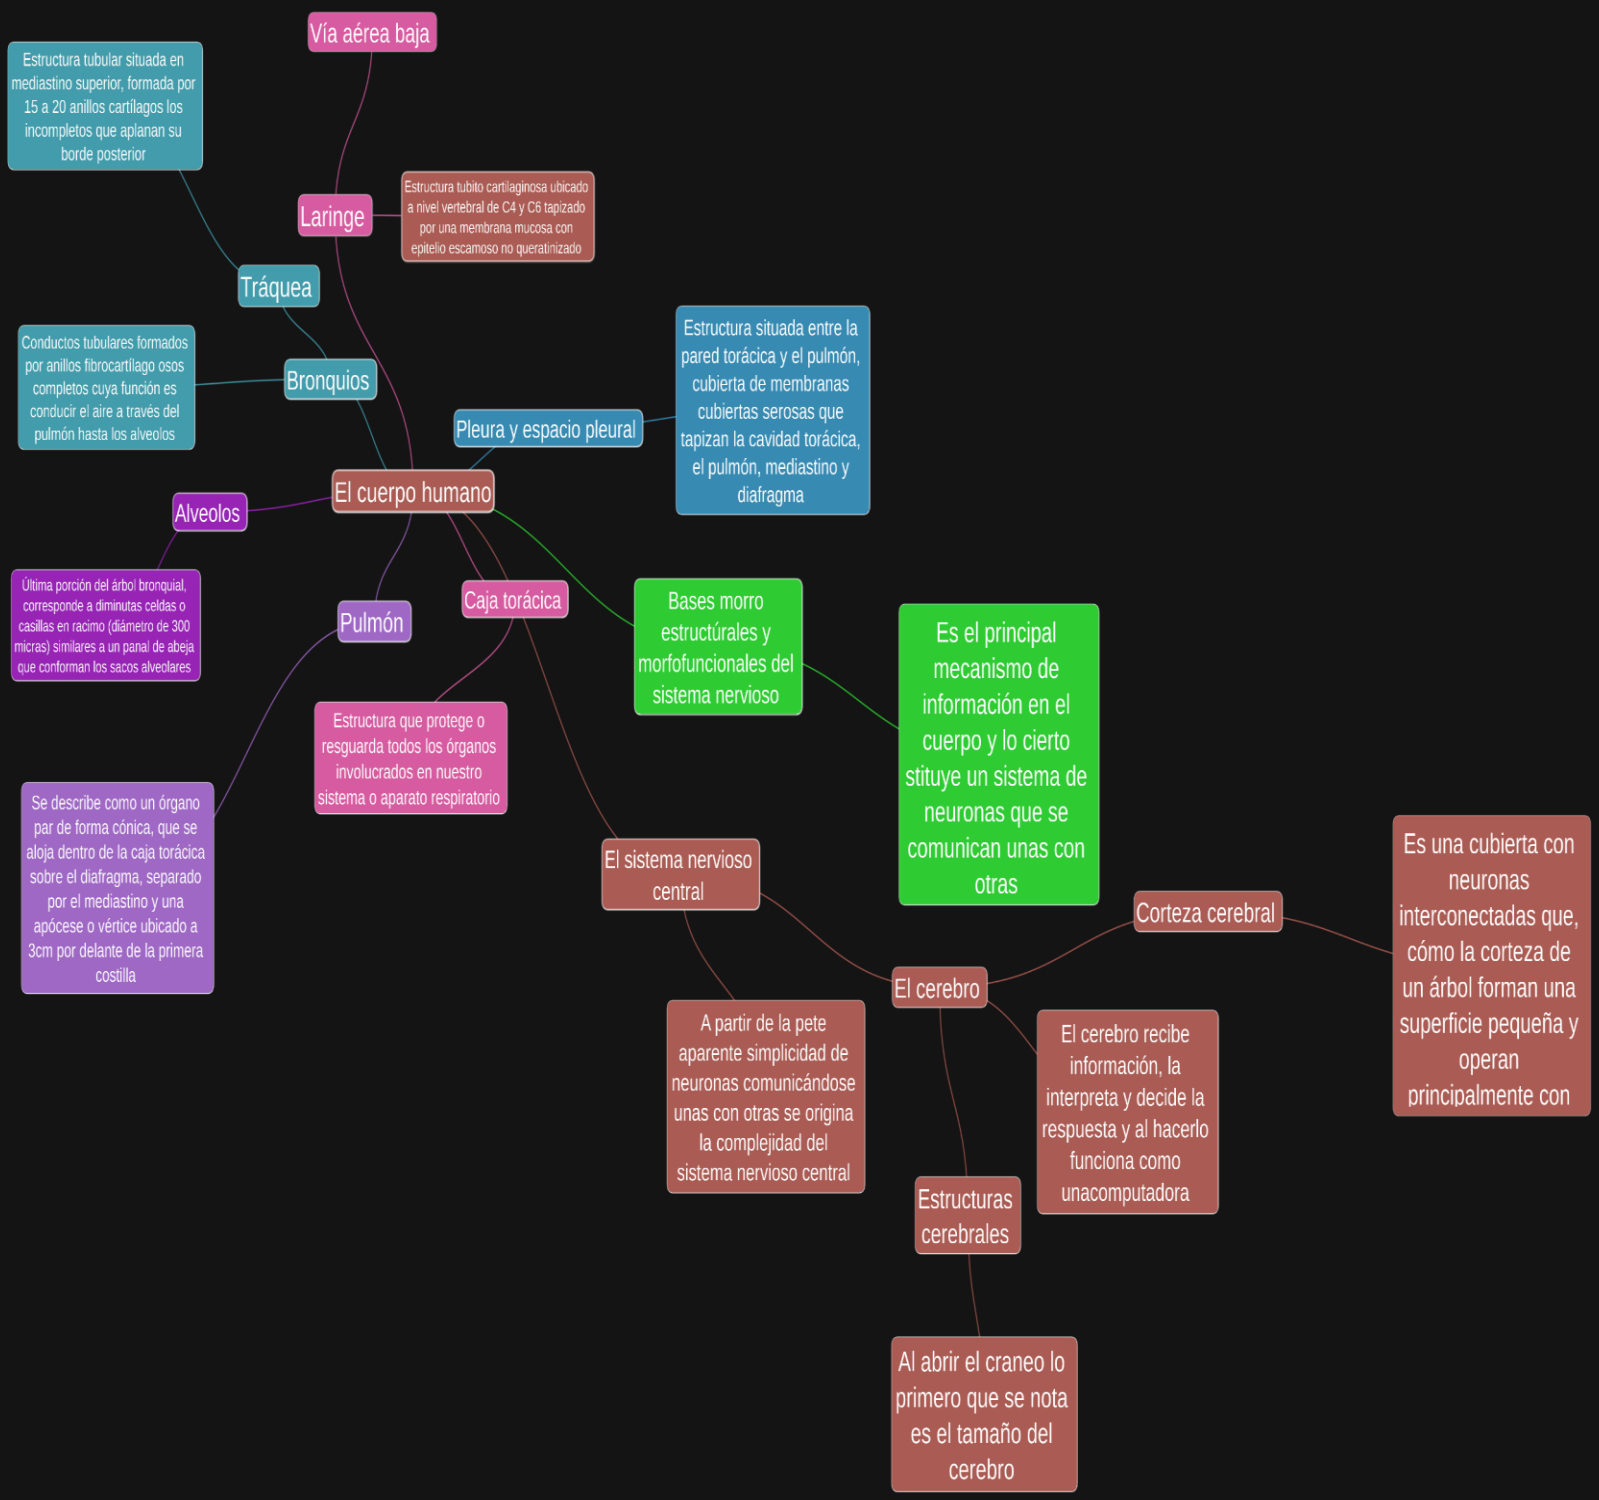 Vía aérea baja
Estructura tubular situada en
mediastino superior, formada por
15 a 20 anillos cartílagos los
incompletos que aplanan su
borde posterior
Laringe
Estructura tubito cartilaginosa ubicado
a nivel vertebral de C4 y C6 tapizado
por una membrana mucosa con
epitelio escamoso no queratinizado
Tráquea
Conductos tubulares formados
por anillos fibrocartílago osos
completos cuya función es
conducir el aire a través del
pulmón hasta los alveolos
Bronquios
Pleura y espacio pleural
Estructura situada entre la
pared torácica y el pulmón,
cubierta de membranas
cubiertas serosas que
tapizan la cavidad torácica,
el pulmón, mediastino y
diafragma
El cuerpo humano
Alveolos
Última porción del árbol bronquial,
corresponde a diminutas celdas o
casillas en racimo (diámetro de 300
micras) similares a un panal de abeja
que conforman los sacos alveolares
Pulmón
Caja torácica
Bases morro
estructúrales y
morfofuncionales del
sistema nervioso
Es el principal
mecanismo de
información en el
cuerpo y lo cierto
stituye un sistema de
neuronas que se
comunican unas con
otras
Estructura que protege o
resguarda todos los órganos
involucrados en nuestro
sistema o aparato respiratorio
Se describe como un órgano
par de forma cónica, que se
aloja dentro de la caja torácica
sobre el diafragma, separado
por el mediastino y una
apócese o vértice ubicado a
3cm por delante de la primera
costilla
El sistema nervioso
central
A partir de la pete
aparente simplicidad de
neuronas comunicándose
unas con otras se origina
la complejidad del
sistema nervioso central
El cerebro
Corteza cerebral
Es una cubierta con
neuronas
interconectadas que,
cómo la corteza de
un árbol forman una
superficie pequeña y
operan
principalmente con
El cerebro recibe
información, la
interpreta y decide la
respuesta y al hacerlo
funciona como
unacomputadora
Estructuras
cerebrales
Al abrir el craneo lo
primero que se nota
es el tamaño del
cerebro